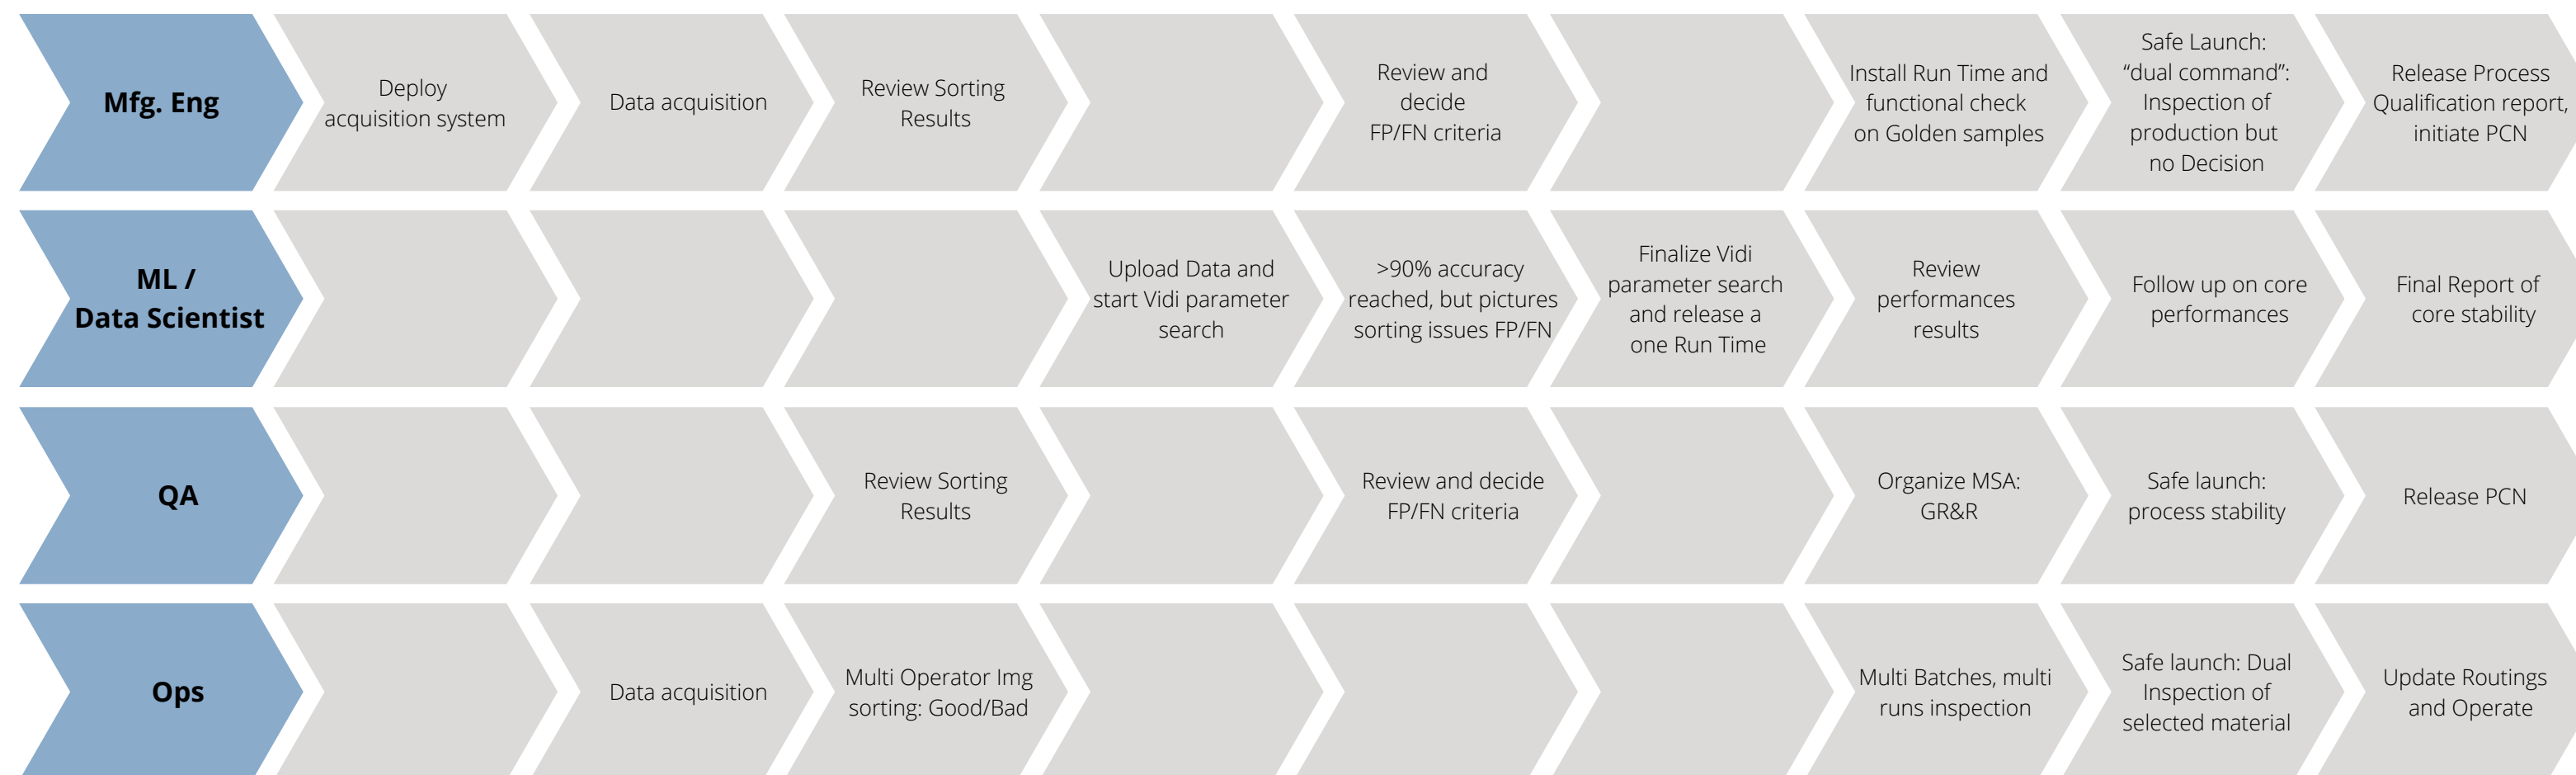 Mfg. Eng
Deploy
acquisition system
Data acquisition
Review Sorting
Results
Review and
decide
FP/FN criteria
Install Run Time and
functional check
on Golden samples
Safe Launch:
“dual command”:
Inspection of
production but
no Decision
Release Process
Qualification report,
initiate PCN
ML /
Data Scientist
Upload Data and
start Vidi parameter
search
>90% accuracy
reached, but pictures
sorting issues FP/FN
Finalize Vidi
parameter search
and release a
one Run Time
Review
performances
results
Follow up on core
performances
Final Report of
core stability
QA
Review Sorting
Results
Review and decide
FP/FN criteria
Organize MSA:
GR&R
Safe launch:
process stability
Release PCN
Ops
Data acquisition
Multi Operator Img
sorting: Good/Bad
Multi Batches, multi
runs inspection
Safe launch: Dual
Inspection of
selected material
Update Routings
and Operate